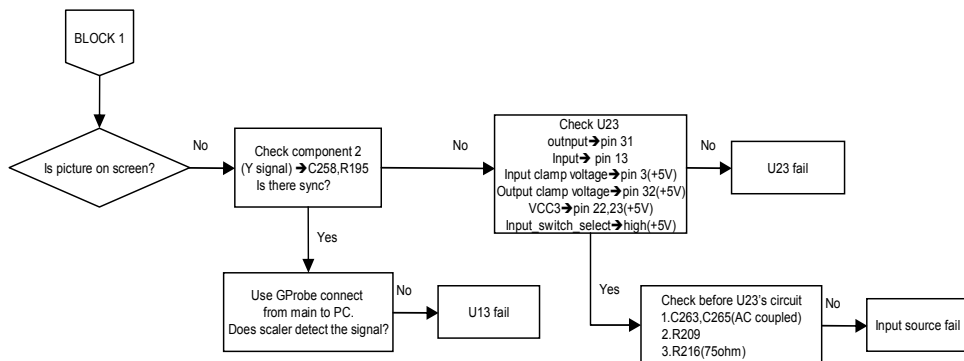 BLOCK 1
Is picture on screen?
No
Check component 2
(Y signal)➔C258,R195
Is there sync?
No
Check U23
outnput➔pin 31
Input➔ pin 13
Input clamp voltage➔pin 3(+5V)
Output clamp voltage➔pin 32(+5V)
VCC3➔pin 22,23(+5V)
Input_switch_select➔high(+5V)
No
U23 fail
Yes
Use GProbe connect
from main to PC.
Does scaler detect the signal?
No
U13 fail
Yes
Check before U23's circuit
1.C263,C265(AC coupled)
2.R209
3.R216(75ohm)
No
Input source fail